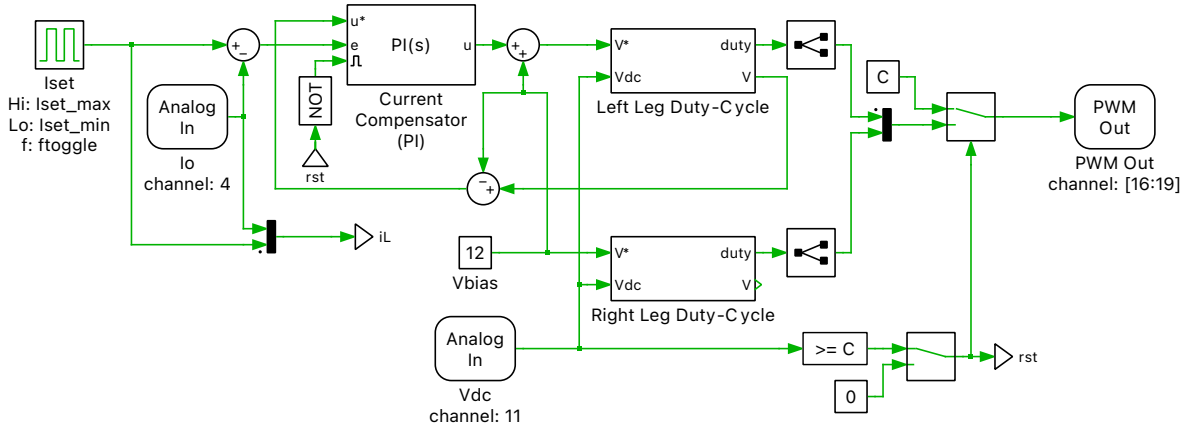 Iset
Hi: Iset_max
Lo: Iset_min
f: ftoggle
Analog
In
Io
channel: 4
+
−
u*
e
PI(s)
u
Current
Compensator
(PI)
NOT
rst
+
+
−
+
V*
Vdc
duty
V
Left Leg Duty-Cycle
C
PWM
Out
PWM Out
channel: [16:19]
iL
12
Vbias
V*
Vdc
duty
V
Right Leg Duty-Cycle
Analog
In
Vdc
channel: 11
>= C
0
rst